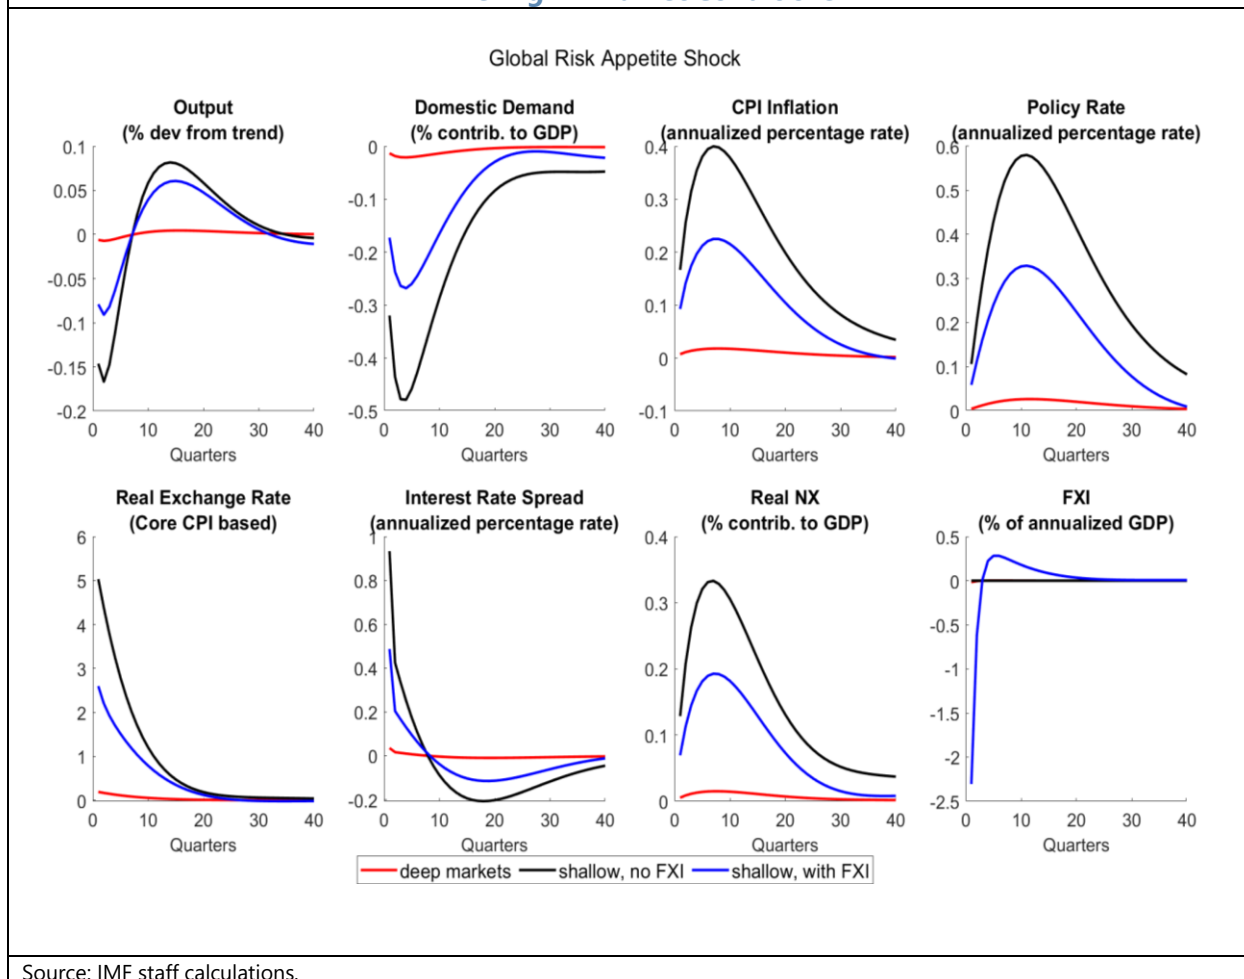 Global Risk Appetite Shock
Output
(% dev from trend)
0.1
0.05
0
-0.05
-0.1
-0.15
-0.2
0 10 20 30 40
Quarters
Domestic Demand
(% contrib. to GDP)
0
-0.1
-0.2
-0.3
-0.4
-0.5
0 10 20 30 40
Quarters
CPI Inflation
(annualized percentage rate)
0.4
0.3
0.2
0.1
0
-0.1
0 10 20 30 40
Quarters
Policy Rate
(annualized percentage rate)
0.6
0.5
0.4
0.3
0.2
0.1
0
0 10 20 30 40
Quarters
Real Exchange Rate
(Core CPI based)
6
5
4
3
2
1
0
0 10 20 30 40
Quarters
Interest Rate Spread
(annualized percentage rate)
1
0.8
0.6
0.4
0.2
0
-0.2
0 10 20 30 40
Quarters
Real NX
(% contrib. to GDP)
0.4
0.3
0.2
0.1
0
0 10 20 30 40
Quarters
FXI
(% of annualized GDP)
0.5
0
-0.5
-1
-1.5
-2
-2.5
0 10 20 30 40
Quarters
deep markets shallow, no FXI shallow, with FXI
Source: IMF staff calculations.